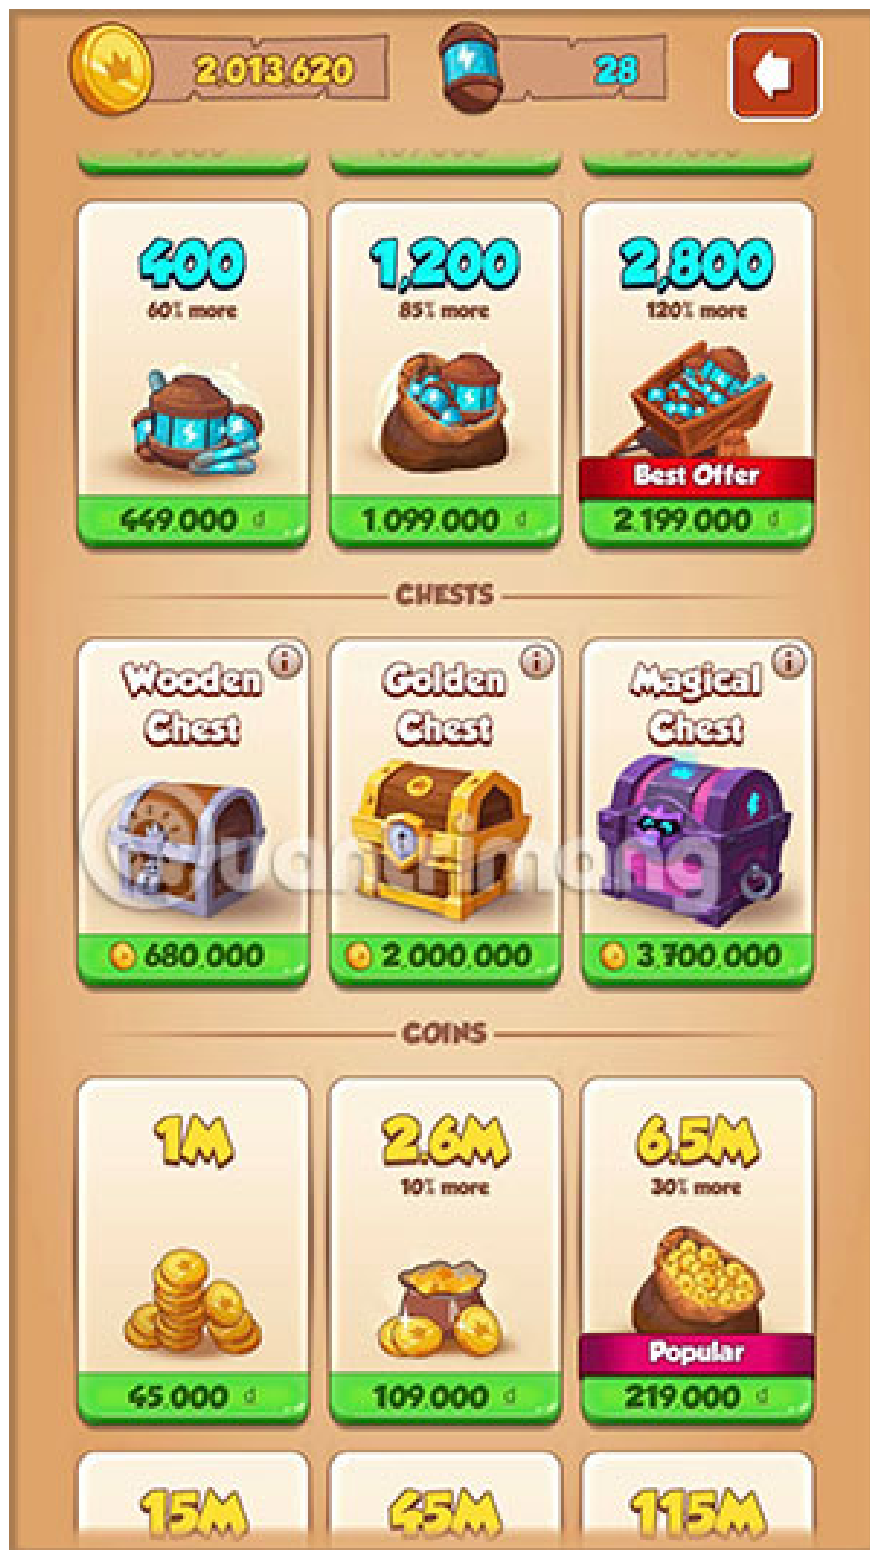 2,013,620
28
400
60% more
449.000 đ
1,200
85% more
1.099.000 đ
2,800
120% more
Best Offer
2.199.000 đ
CHESTS
Wooden
Chest
680,000
Golden
Chest
2,000,000
Magical
Chest
3,700,000
uantrimang
COINS
1M
45.000 đ
2.6M
10% more
109.000 đ
6.5M
30% more
Popular
219.000 đ
15M
45M
115M